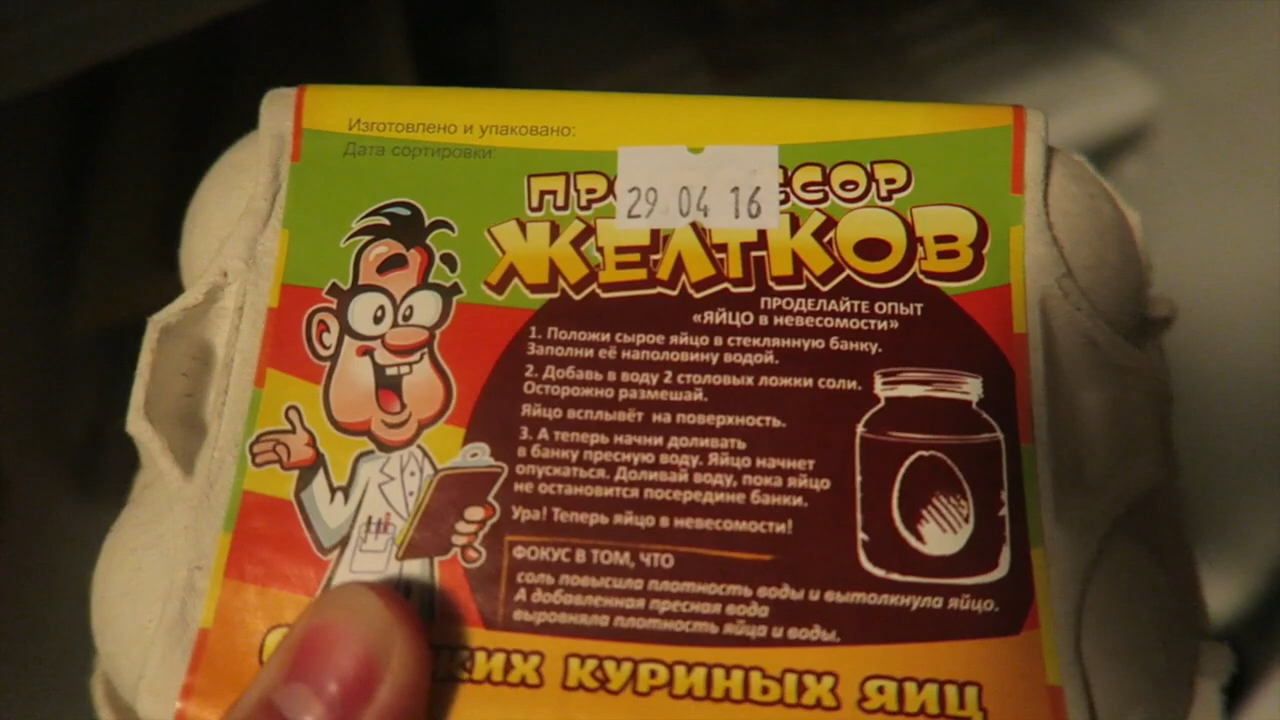 Изготовлено и упаковано:
Дата сортировки:
29 04 16
ЖЕЛТКОВ
ПРОДЕЛАЙТЕ ОПЫТ
«ЯЙЦО в невесомости»
1. Положи сырое яйцо в стеклянную банку.
Заполни её наполовину водой.
2. Добавь в воду 2 столовых ложки соли.
Осторожно размешай.
Яйцо всплывёт на поверхность.
3. А теперь начни доливать
в банку пресную воду. Яйцо начнет
опускаться. Доливай воду, пока яйцо
не остановится посередине банки.
Ура! Теперь яйцо в невесомости!
ФОКУС В ТОМ, ЧТО
соль повысила плотность воды и вытолкнула яйцо.
А добавленная пресная вода
выровняла плотность яйца и воды.
КУРИНЫХ ЯИЦ